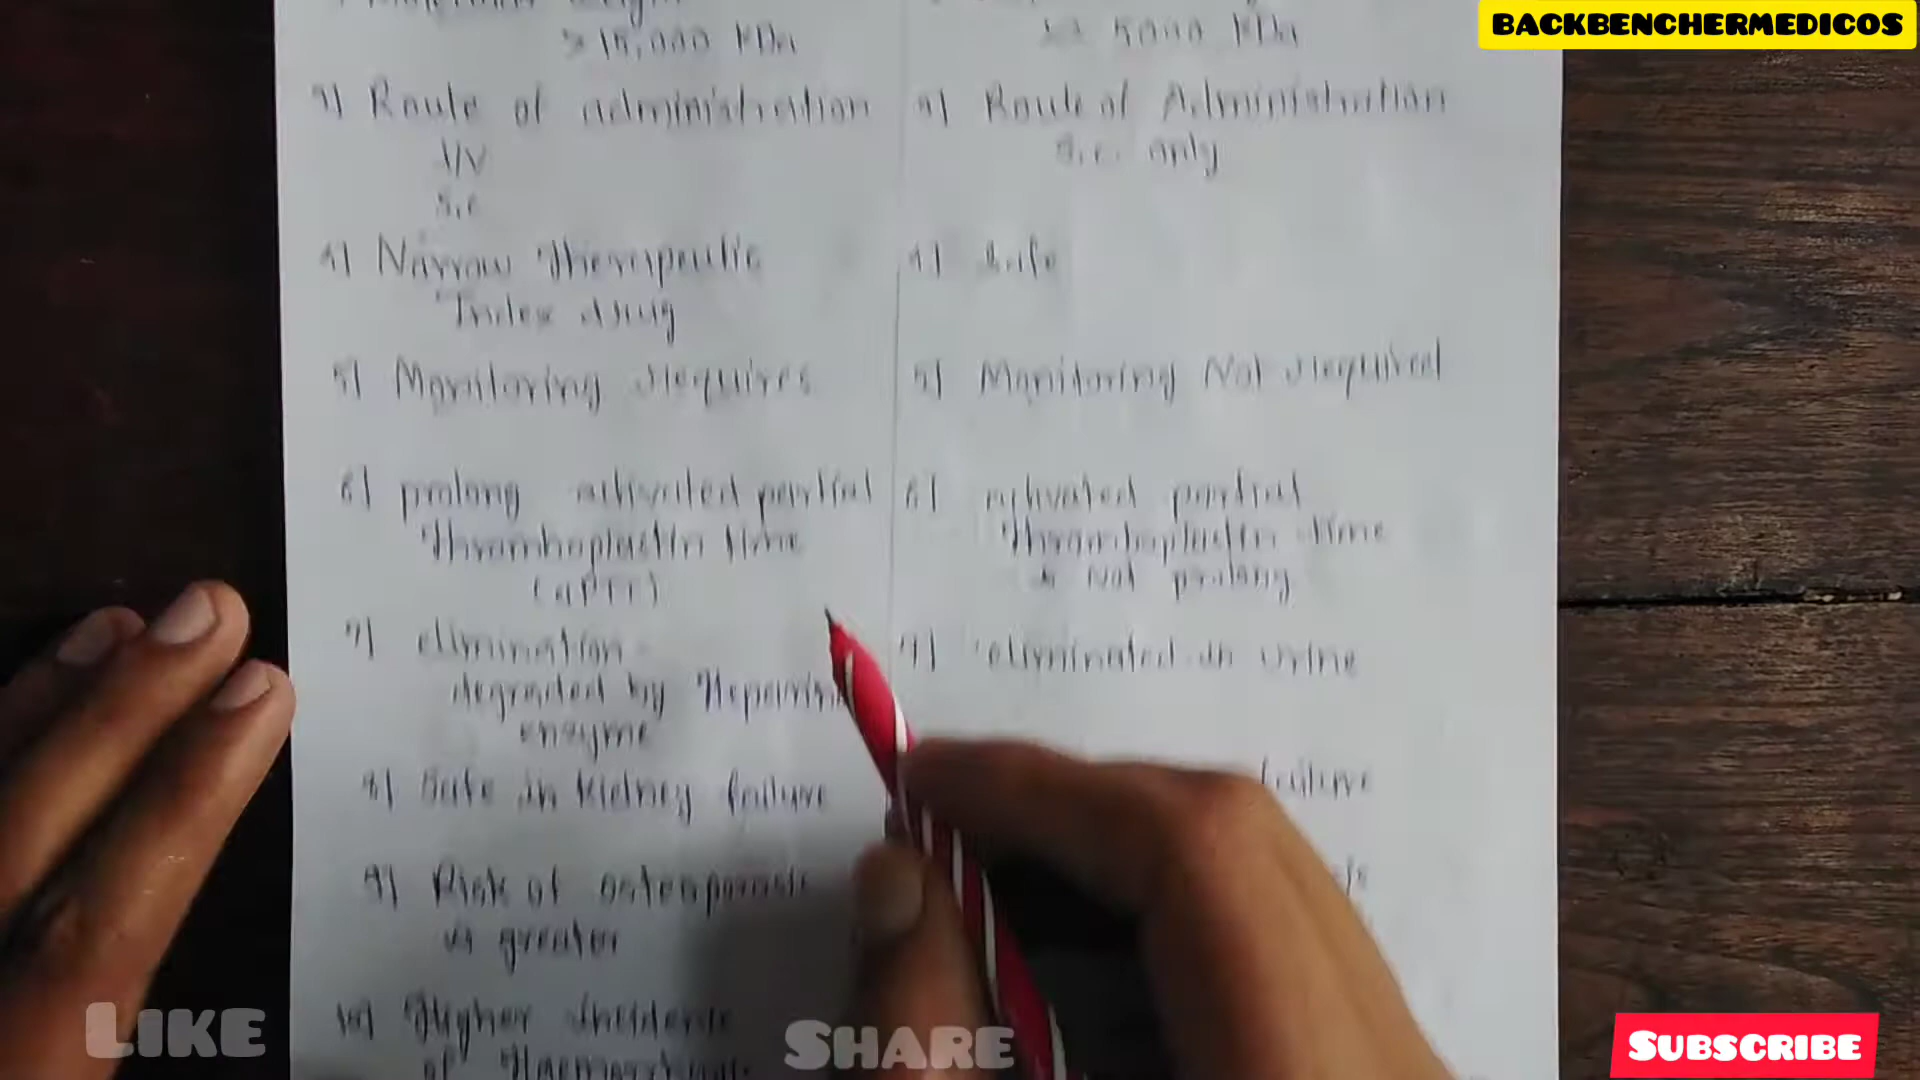 BACKBENCHERMEDICOS
> 15,000 KDa
5000 KDa
3) Route of administration
I/V
S.C
4) Narrow Therapeutic
Index drug
5) Monitoring requires
6) prolong activated partial
Thromboplastin time
(aPTT)
7) elimination -
degraded by
enzyme
8) Safe in kidney failure
9) Risk of osteoporosis
is greater
10) Higher incidence
of
3) Route of Administration
S.C. only
4) Safe
5) Monitoring Not required
6) Activated partial
Thromboplastin time
is Not prolong
7) eliminated in urine
failure
LIKE
SHARE
SUBSCRIBE